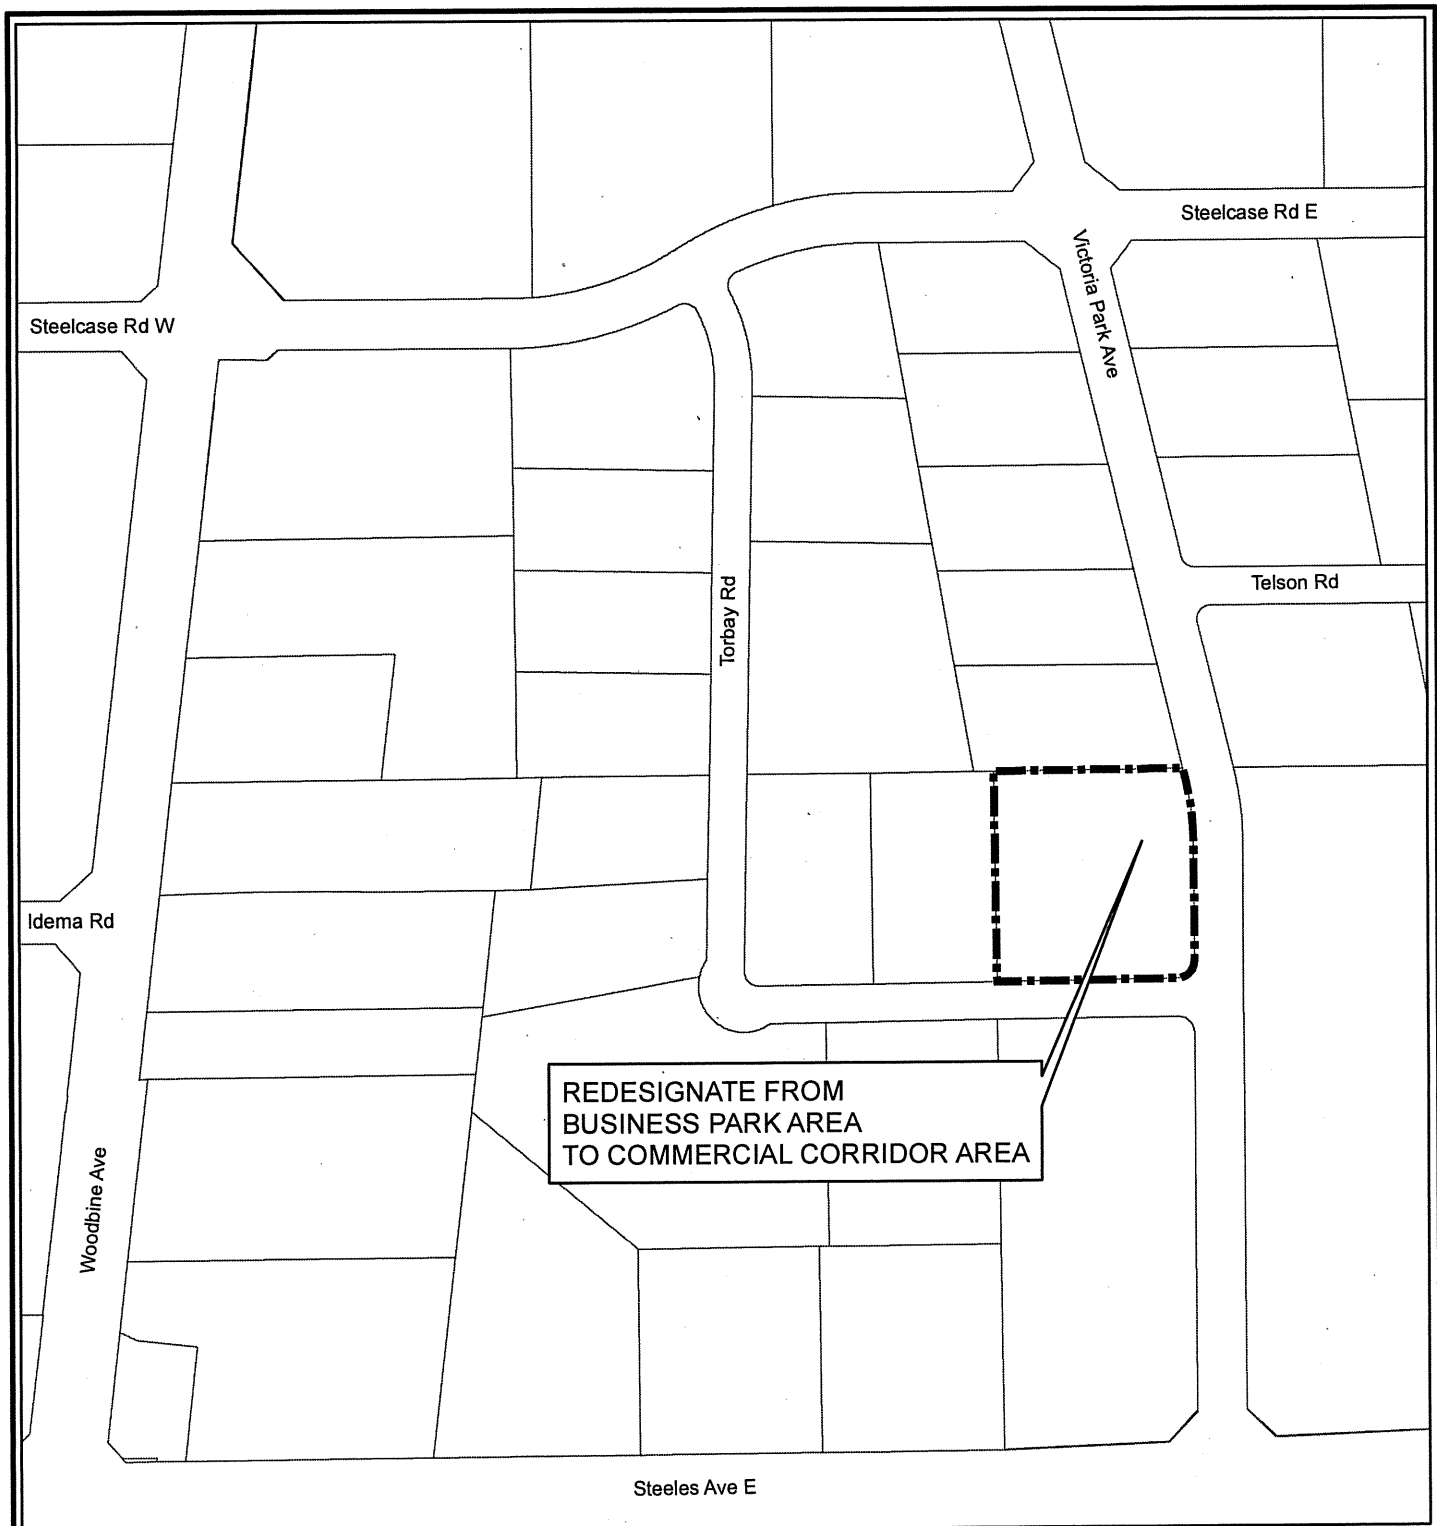 Steelcase Rd E
Victoria Park Ave
Steelcase Rd W
Telson Rd
Torbay Rd
Idema Rd
REDESIGNATE FROM
BUSINESS PARK AREA
TO COMMERCIAL CORRIDOR AREA
Woodbine Ave
Steeles Ave E